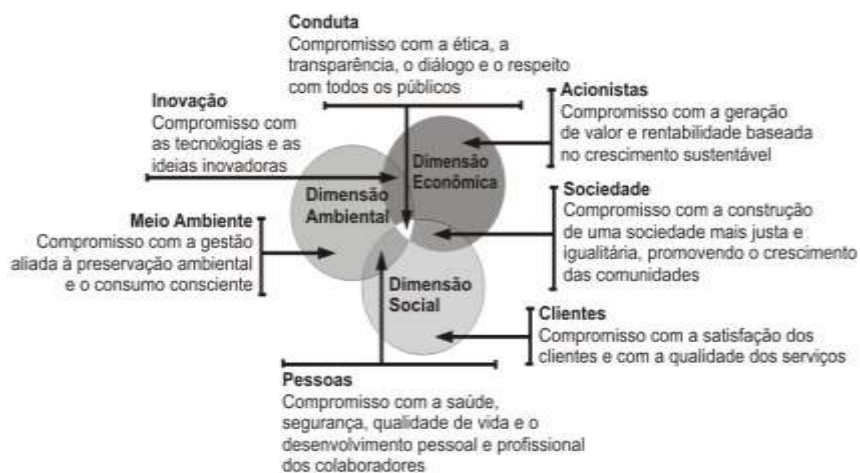 Conduta
Compromisso com a ética, a
transparência, o diálogo e o respeito
com todos os públicos
Inovação
Compromisso com
as tecnologias e as
ideias inovadoras
Acionistas
Compromisso com a geração
de valor e rentabilidade baseada
no crescimento sustentável
Dimensão
Econômica
Dimensão
Ambiental
Sociedade
Compromisso com a construção
de uma sociedade mais justa e
igualitária, promovendo o crescimento
das comunidades
Meio Ambiente
Compromisso com a gestão
aliada à preservação ambiental
e o consumo consciente
Dimensão
Social
Clientes
Compromisso com a satisfação dos
clientes e com a qualidade dos serviços
Pessoas
Compromisso com a saúde,
segurança, qualidade de vida e o
desenvolvimento pessoal e profissional
dos colaboradores